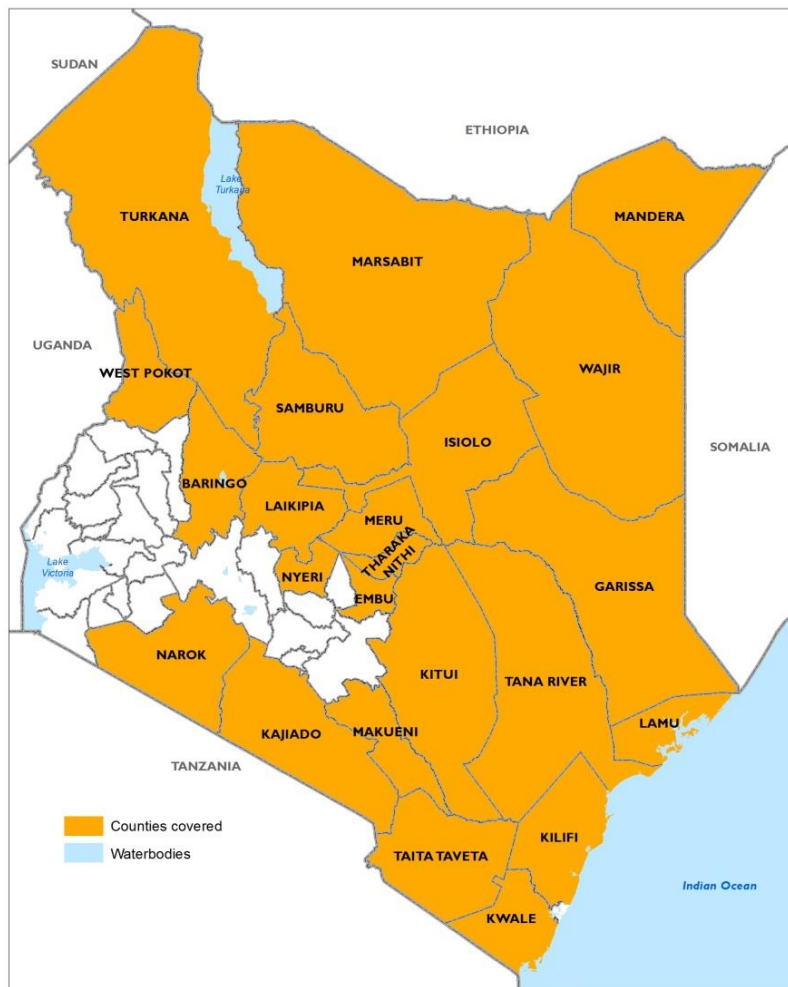 SUDAN
ETHIOPIA
Lake
Turkana
MANDERA
TURKANA
MARSABIT
UGANDA
WEST POKOT
WAJIR
SAMBURU
ISIOLO
SOMALIA
BARINGO
LAIKIPIA
MERU
THARAKA
NITHI
Lake
Victoria
NYERI
EMBU
GARISSA
NAROK
KITUI
TANA RIVER
LAMU
KAJIADO
MAKUENI
TANZANIA
Counties covered
Waterbodies
KILIFI
TAITA TAVETA
Indian Ocean
KWALE